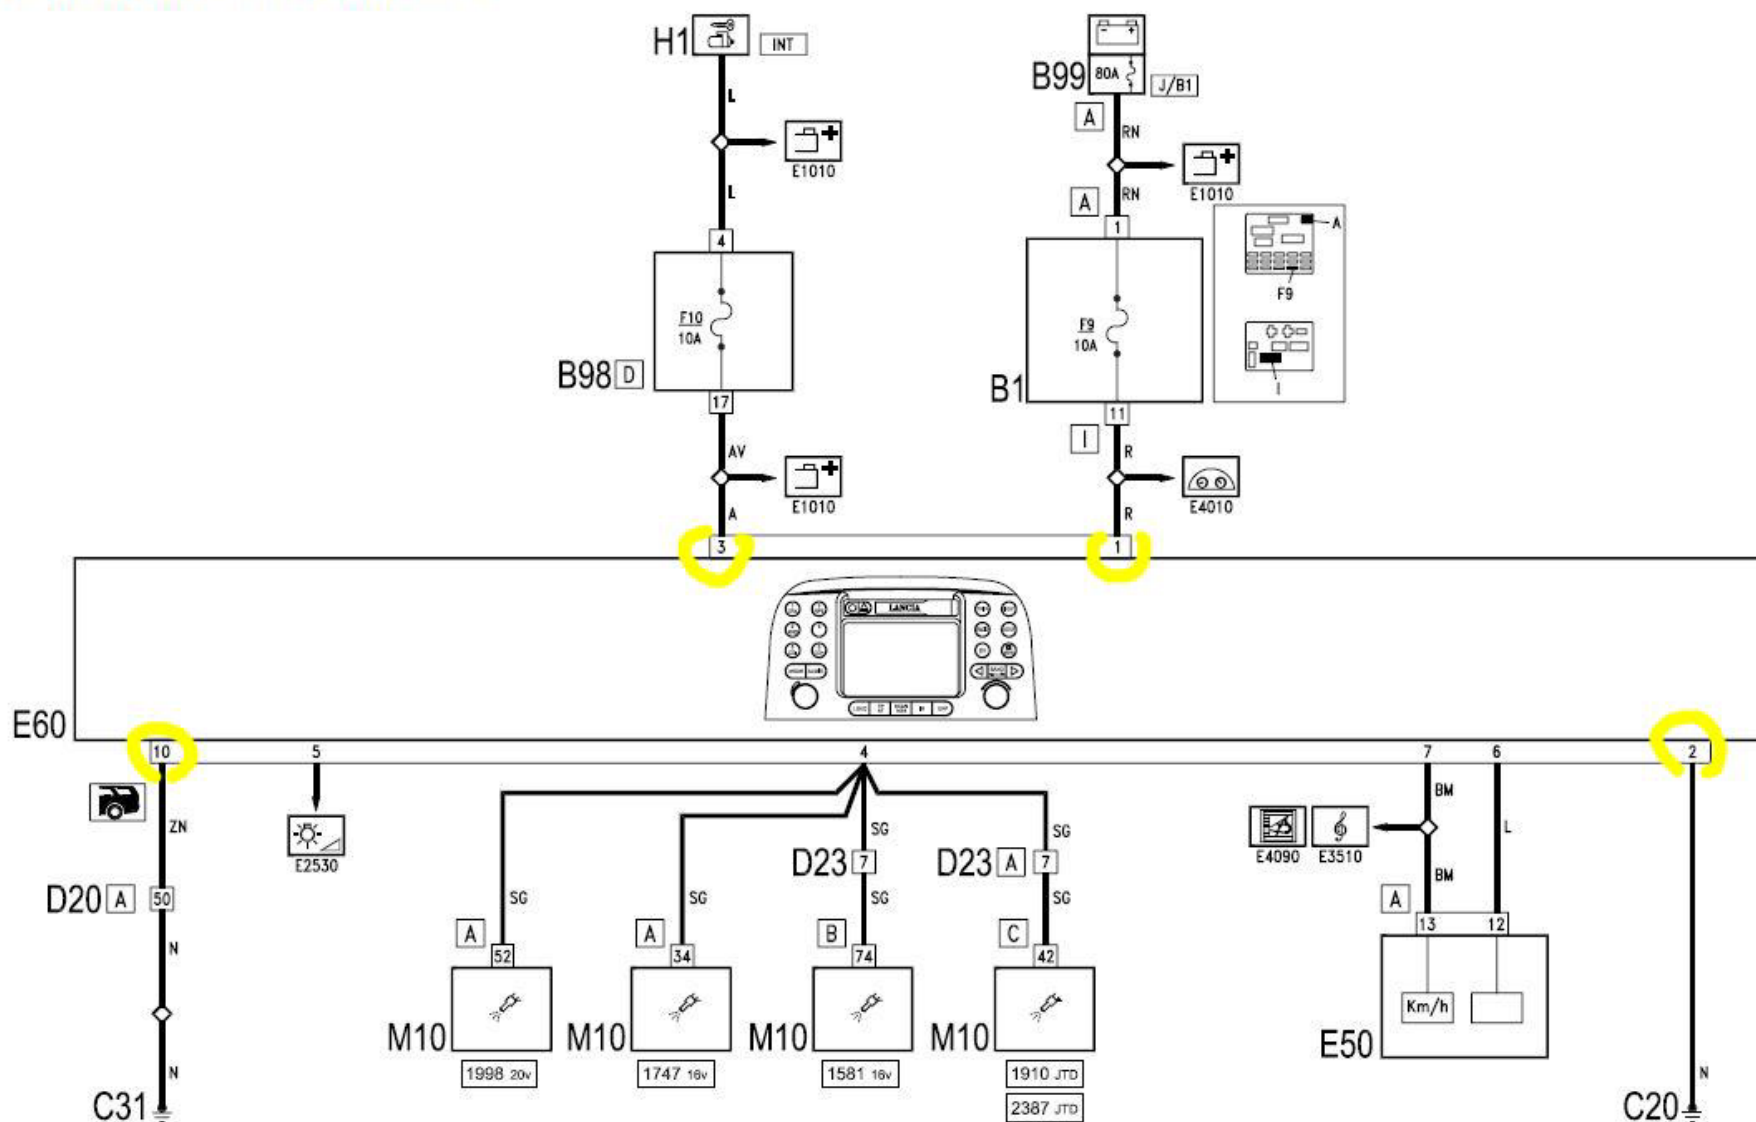 H1
INT
L
E1010
L
4
F10
10A
B98 D
17
AV
E1010
A
3
B99
80A
J/B1
A
RN
E1010
A
RN
1
A
F9
F9
10A
B1
I
11
I
R
E4010
R
1
LANCIA
E60
10
5
4
7
6
2
ZN
E2530
D20 A 50
N
N
C31
SG
SG
SG
SG
D23 7
D23 A 7
SG
SG
A
A
B
C
52
34
74
42
M10
M10
M10
M10
1998 20v
1747 16v
1581 16v
1910 JTD
2387 JTD
BM
L
E4090
E3510
BM
A
13
12
Km/h
E50
N
C20